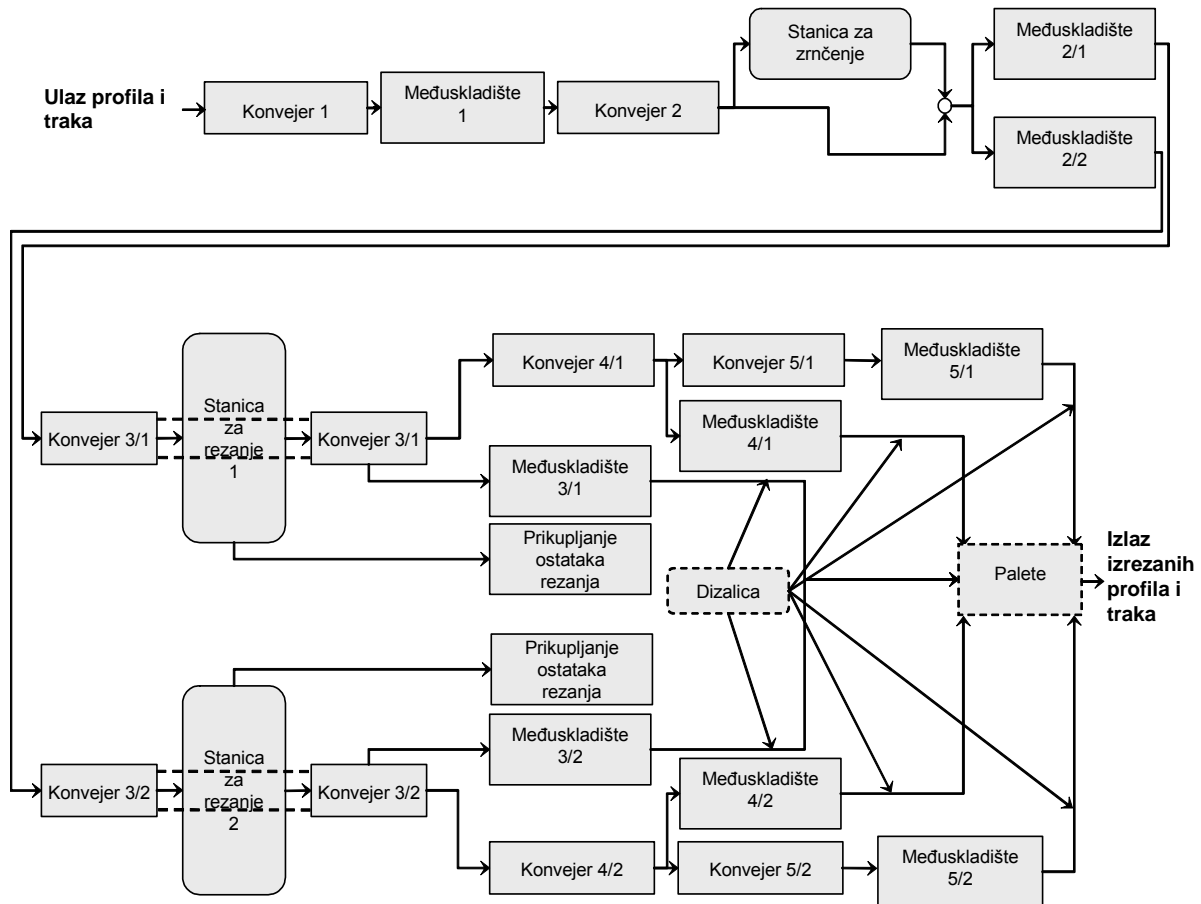 Ulaz profila i
traka
Konvejer 1
Međuskladište
1
Konvejer 2
Stanica za
zrnčenje
Međuskladište
2/1
Međuskladište
2/2
Konvejer 3/1
Stanica
za
rezanje
1
Konvejer 3/1
Konvejer 4/1
Konvejer 5/1
Međuskladište
5/1
Međuskladište
4/1
Međuskladište
3/1
Prikupljanje
ostataka
rezanja
Dizalica
Palete
Izlaz
izrezanih
profila i
traka
Prikupljanje
ostataka
rezanja
Međuskladište
3/2
Konvejer 3/2
Stanica
za
rezanje
2
Konvejer 3/2
Međuskladište
4/2
Konvejer 4/2
Konvejer 5/2
Međuskladište
5/2